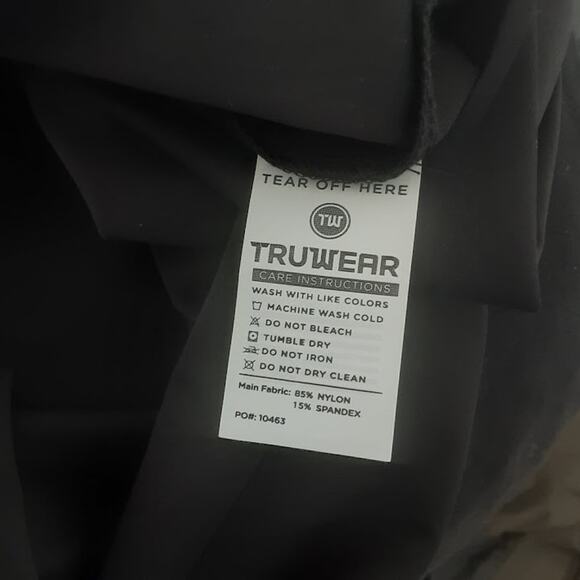 TEAR OFF HERE
TW
TRUWEAR
CARE INSTRUCTIONS
WASH WITH LIKE COLORS
MACHINE WASH COLD
DO NOT BLEACH
TUMBLE DRY
DO NOT IRON
DO NOT DRY CLEAN
Main Fabric: 85% NYLON
15% SPANDEX
PO#: 10463